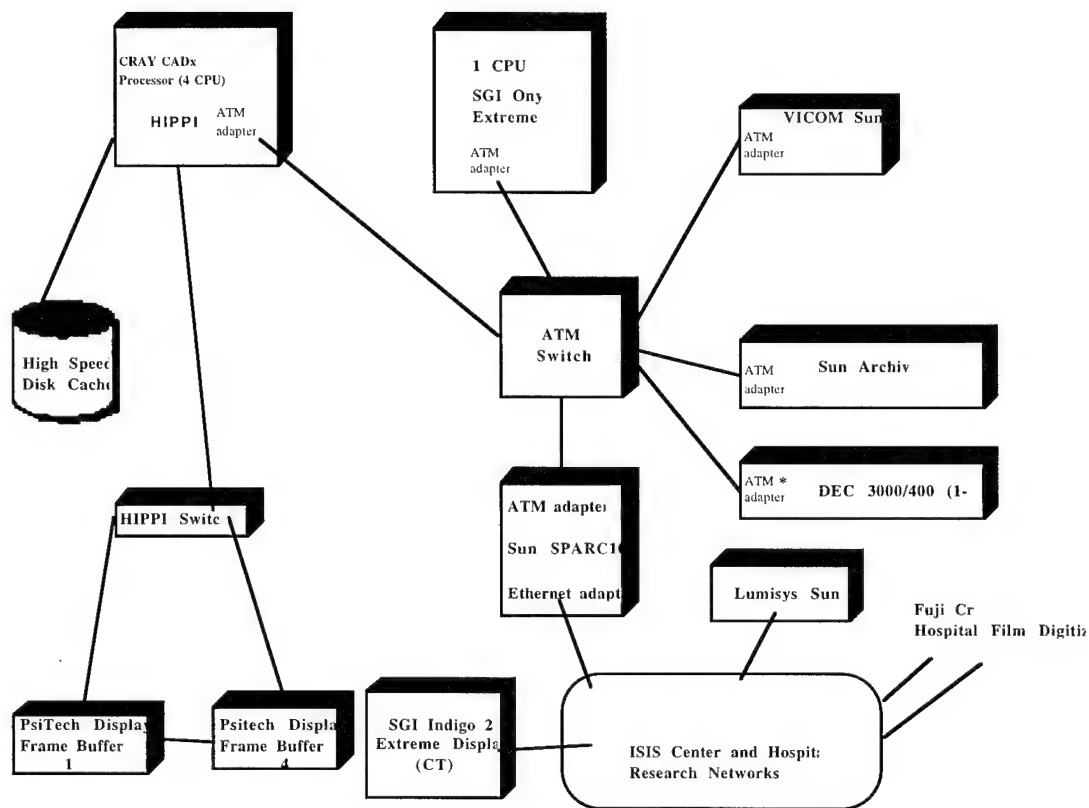 CRAY CADx
Processor (4 CPU)
HIPPI ATM
adapter
1 CPU
SGI Ony
Extreme
ATM
adapter
VICOM Sun
ATM
adapter
High Speed
Disk Cache
ATM
Switch
ATM
adapter
Sun Archiv
ATM *
adapter
DEC 3000/400 (1-
HIPPI Switc
ATM adapter
Sun SPARC10
Ethernet adapt
Lumisys Sun
Fuji Cr
Hospital Film Digitiz
PsiTech Display
Frame Buffer
1
Psitech Displa
Frame Buffer
4
SGI Indigo 2
Extreme Displa
(CT)
ISIS Center and Hospita
Research Networks